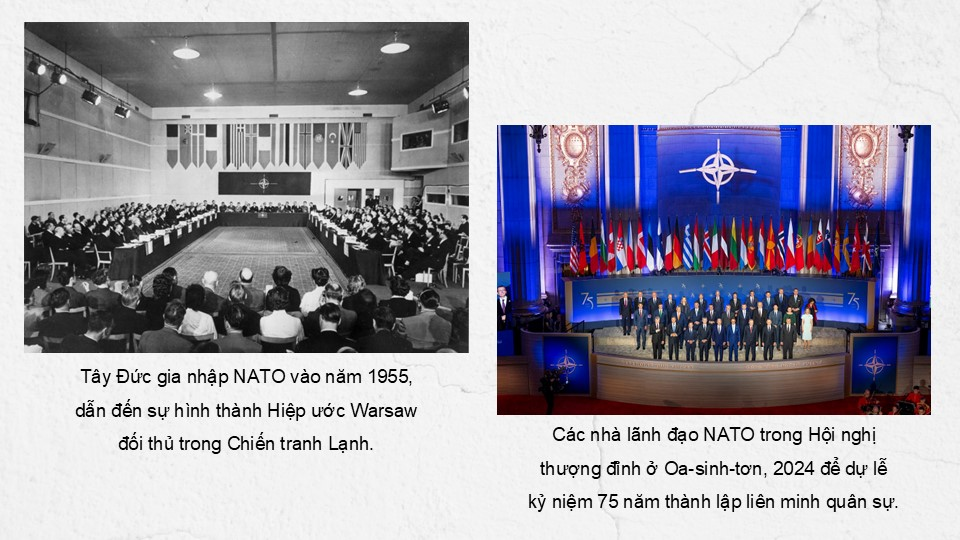 Tây Đức gia nhập NATO vào năm 1955,
dẫn đến sự hình thành Hiệp ước Warsaw
đối thủ trong Chiến tranh Lạnh.
75
75
Các nhà lãnh đạo NATO trong Hội nghị
thượng đỉnh ở Oa-sinh-tơn, 2024 để dự lễ
kỷ niệm 75 năm thành lập liên minh quân sự.